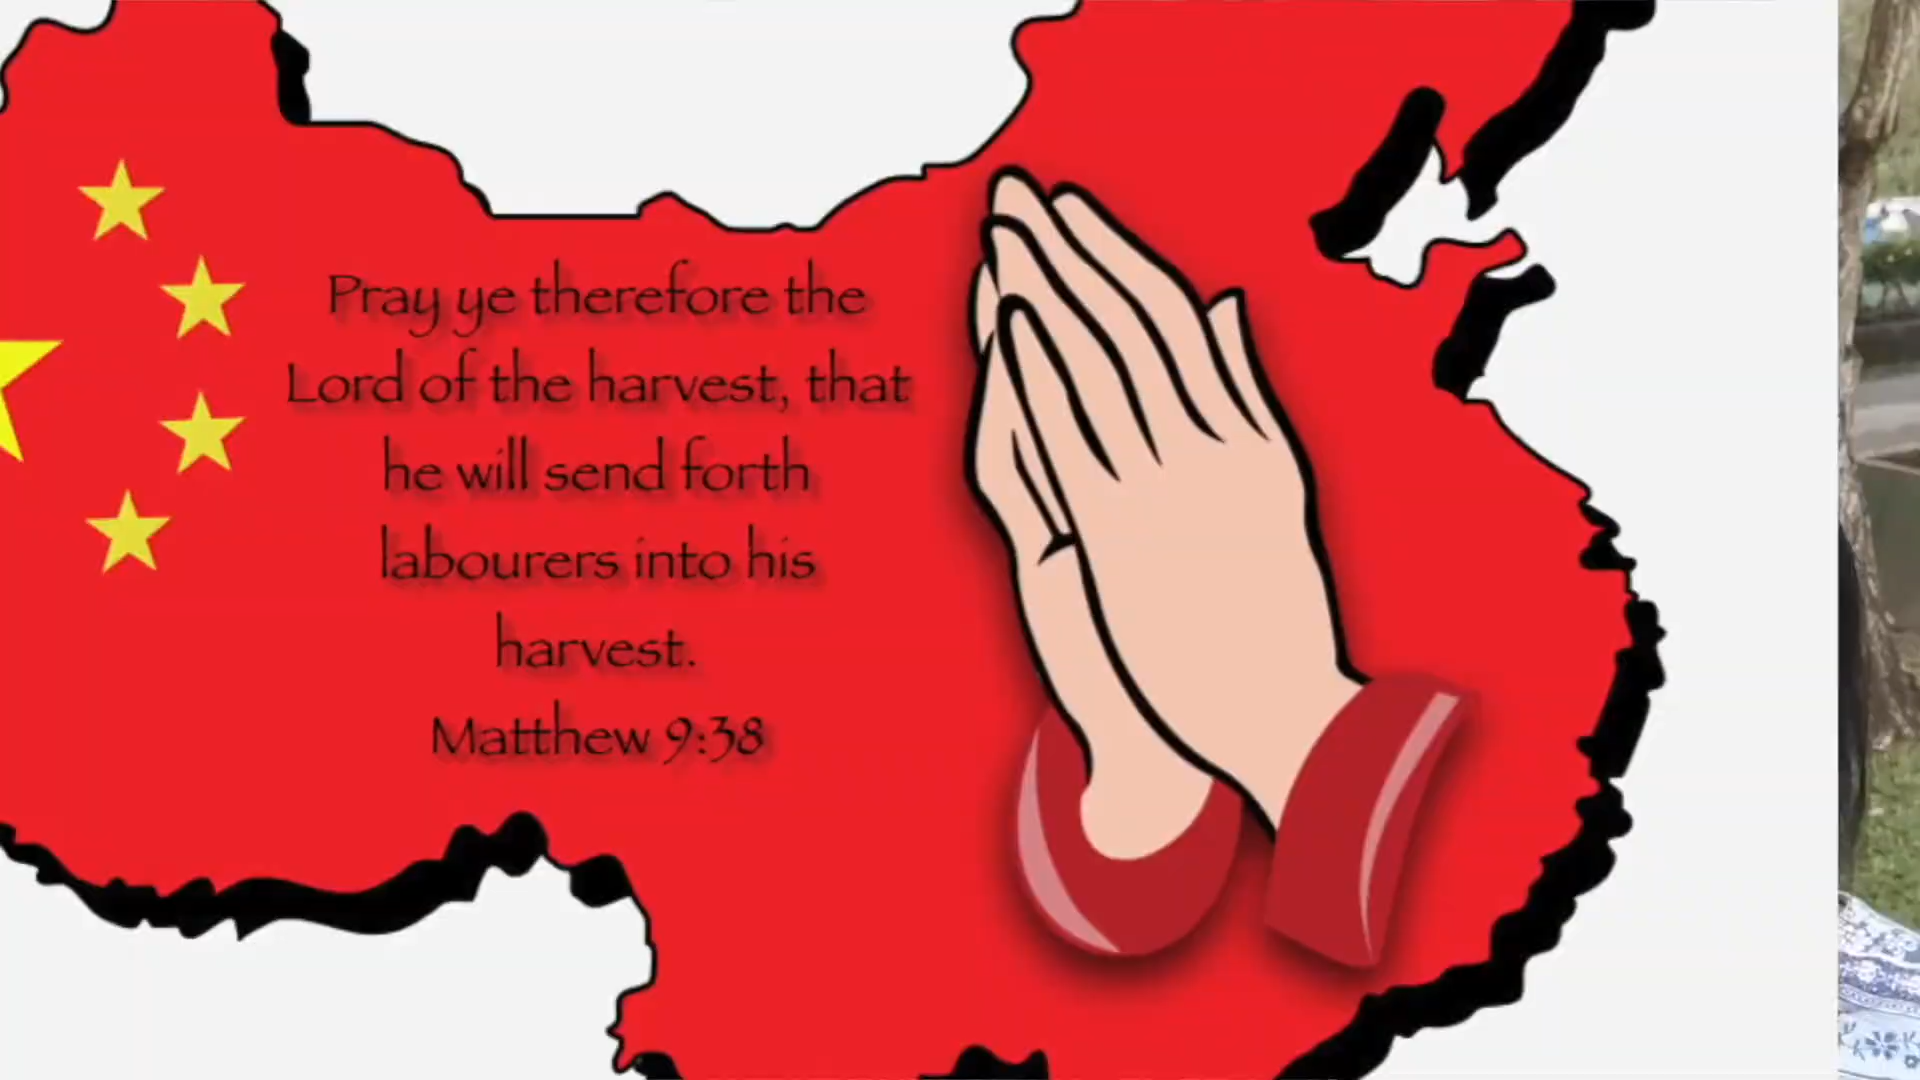 Pray ye therefore the
Lord of the harvest, that
he will send forth
labourers into his
harvest.
Matthew 9:38